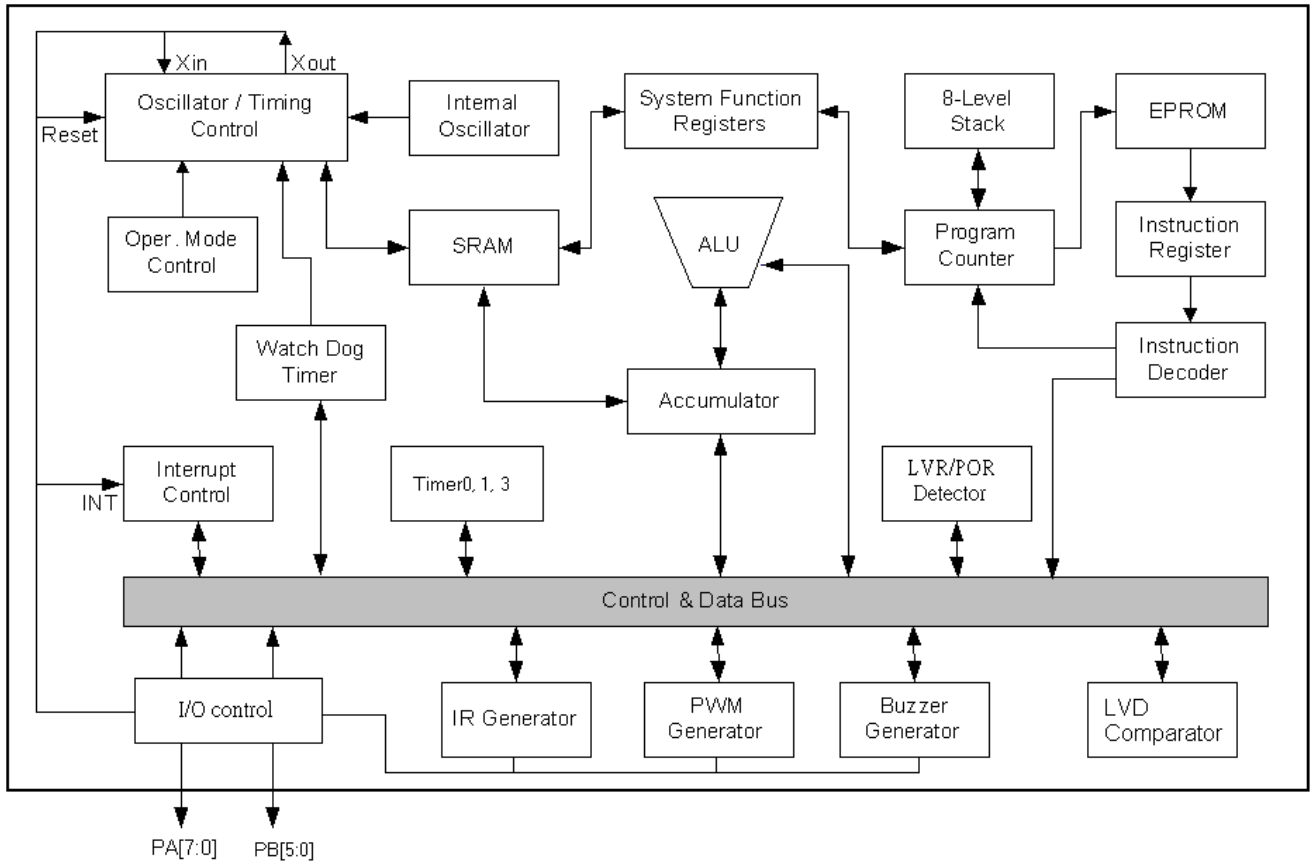 Xin
Xout
Oscillator / Timing
Control
Reset
Internal
Oscillator
System Function
Registers
8-Level
Stack
EPROM
Oper. Mode
Control
SRAM
ALU
Program
Counter
Instruction
Register
Watch Dog
Timer
Instruction
Decoder
Accumulator
Interrupt
Control
INT
Timer0, 1, 3
LVR/POR
Detector
Control & Data Bus
I/O control
IR Generator
PWM
Generator
Buzzer
Generator
LVD
Comparator
PA[7:0]
PB[5:0]